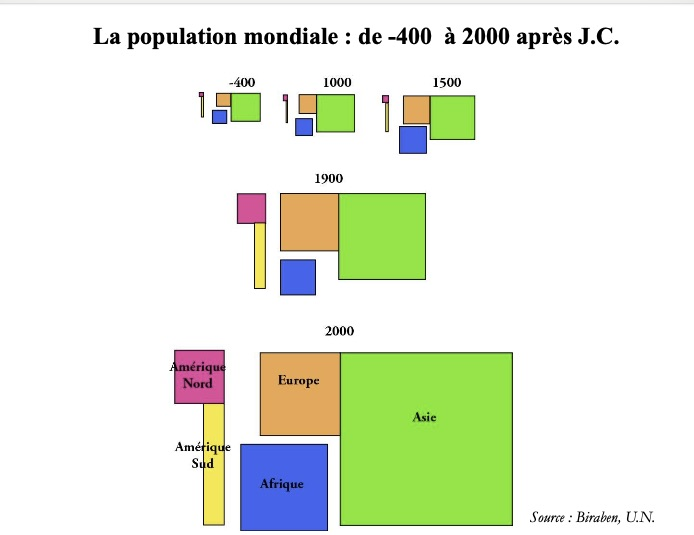 La population mondiale : de -400 à 2000 après J.C.
-400 1000 1500
1900
2000
Amérique
Nord
Europe
Asie
Amérique
Sud
Afrique
Source : Biraben, U.N.